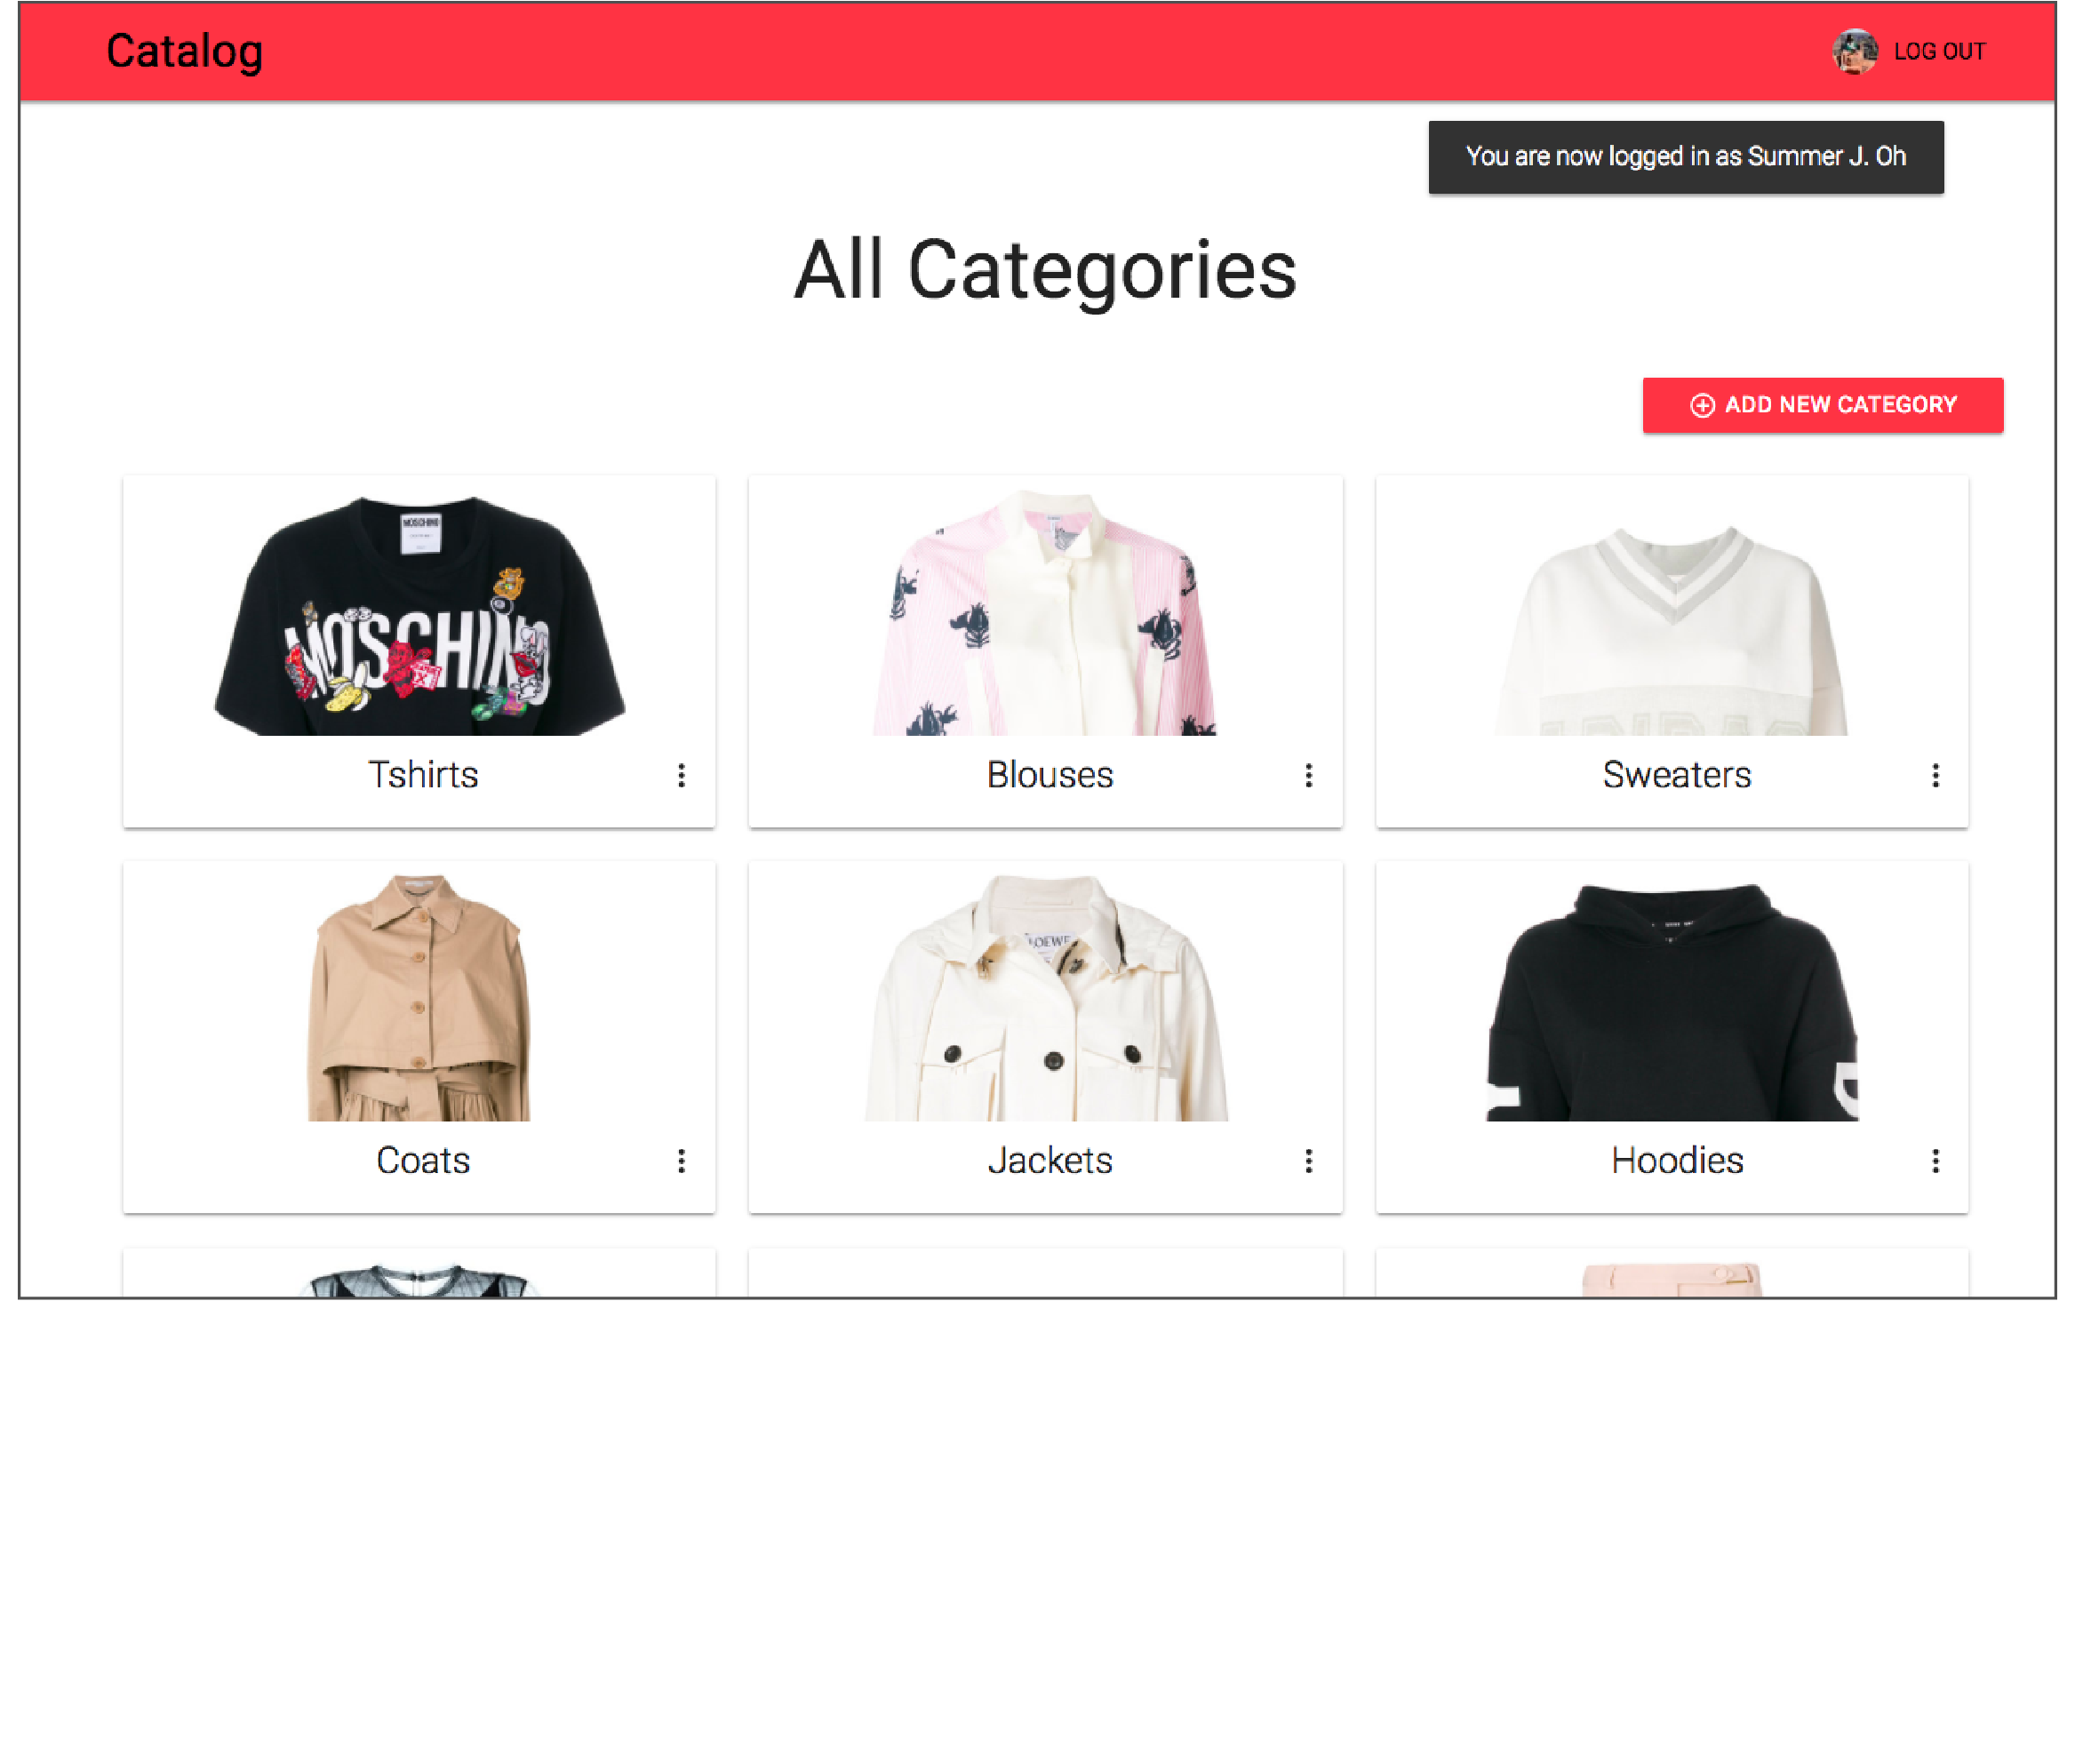 Catalog
LOG OUT
You are now logged in as Summer J. Oh
All Categories
ADD NEW CATEGORY
MOSCHINO
MOSCHINO
Tshirts
Blouses
Sweaters
LOEWE
Coats
Jackets
Hoodies